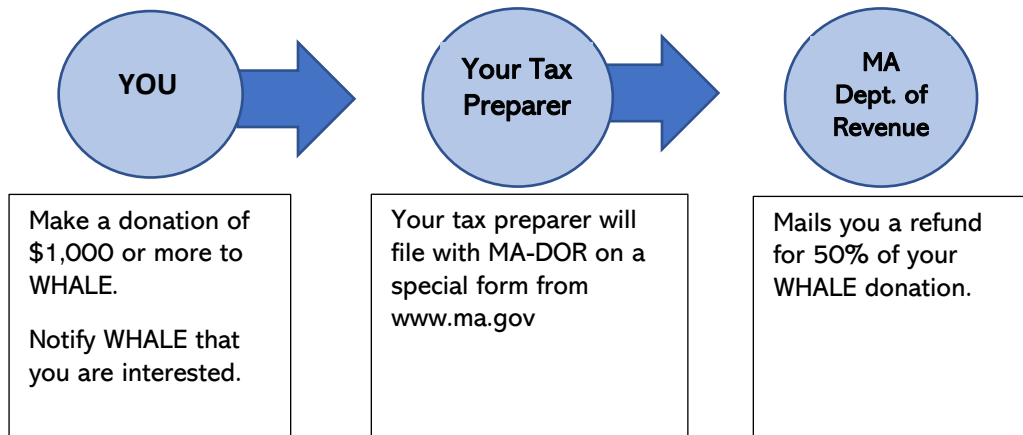 YOU
Your Tax
Preparer
MA
Dept. of
Revenue
Make a donation of
$1,000 or more to
WHALE.
Notify WHALE that
you are interested.
Your tax preparer will
file with MA-DOR on a
special form from
www.ma.gov
Mails you a refund
for 50% of your
WHALE donation.